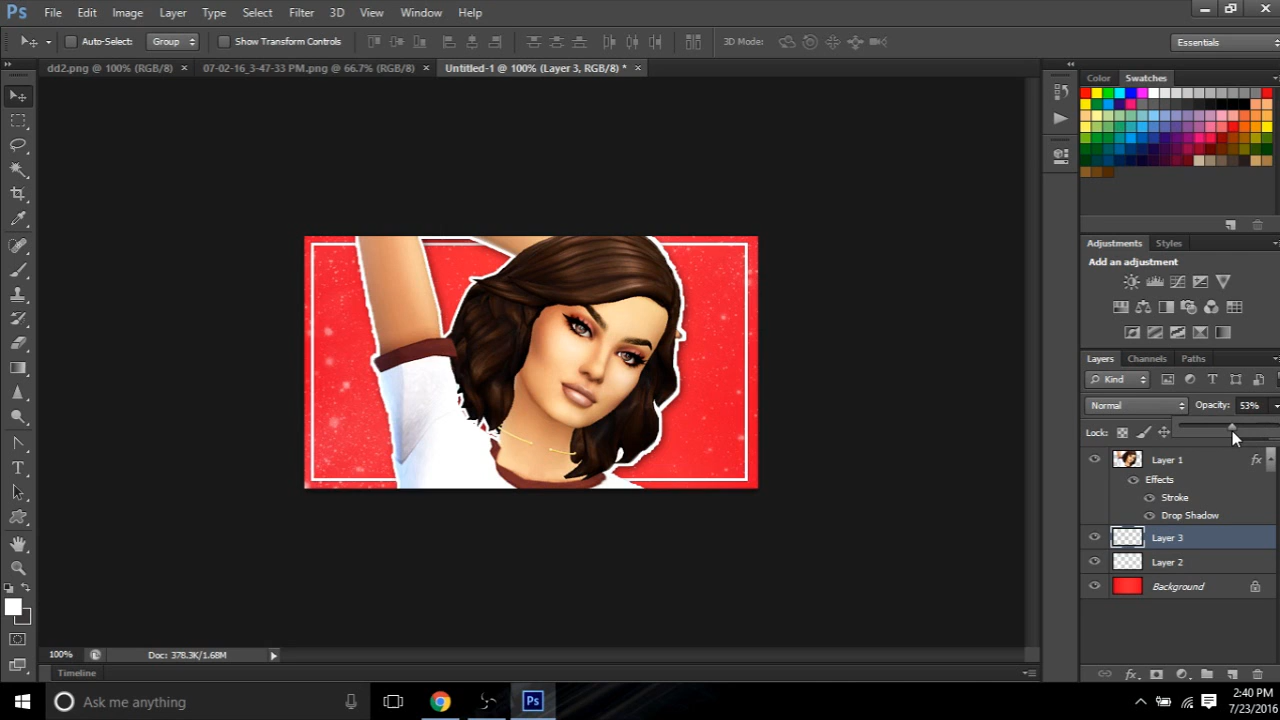 Ps File Edit Image Layer Type Select Filter 3D View Window Help
Auto-Select: Group Show Transform Controls 3D Mode: Essentials
dd2.png @ 100% (RGB/8) × 07-02-16_3-47-33 PM.png @ 66.7% (RGB/8) × Untitled-1 @ 100% (Layer 3, RGB/8) * ×
Color Swatches
Adjustments Styles
Add an adjustment
Layers Channels Paths
Kind
Normal Opacity: 53%
Lock:
Layer 1 fx
Effects
Stroke
Drop Shadow
Layer 3
Layer 2
Background
100% Doc: 378.3K/1.68M
Timeline
fx
Ask me anything Ps
2:40 PM
7/23/2016